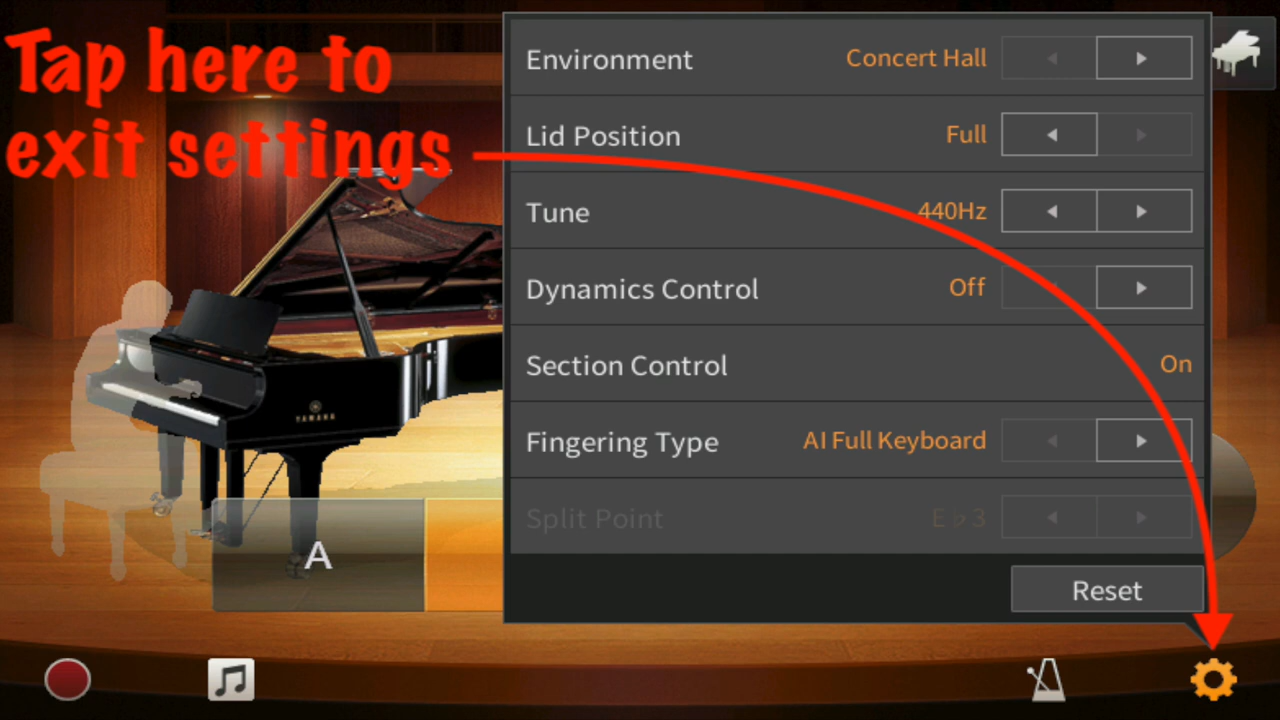 Tap here to
exit settings
Environment Concert Hall
Lid Position Full
Tune 440Hz
Dynamics Control Off
Section Control On
Fingering Type AI Full Keyboard
Split Point E♭3
Reset
YAMAHA
A